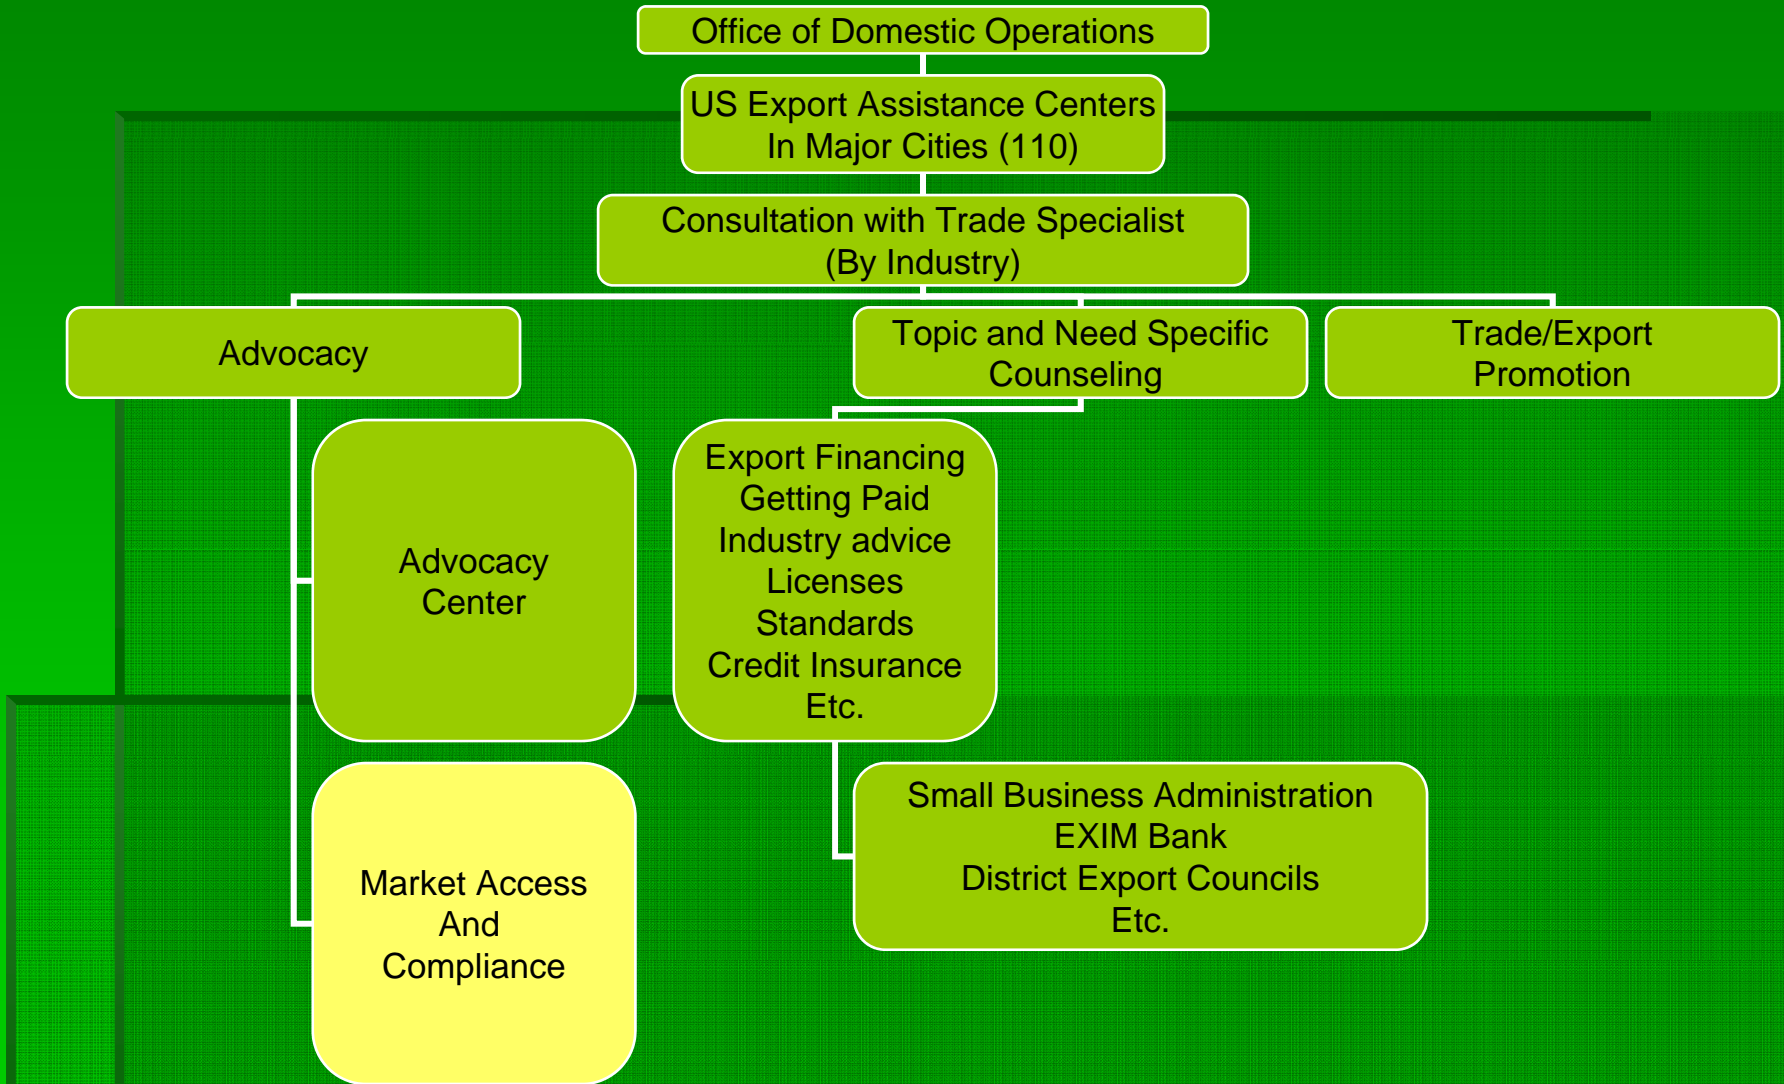 Office of Domestic Operations
US Export Assistance Centers
In Major Cities (110)
Consultation with Trade Specialist
(By Industry)
Advocacy
Topic and Need Specific
Counseling
Trade/Export
Promotion
Advocacy
Center
Export Financing
Getting Paid
Industry advice
Licenses
Standards
Credit Insurance
Etc.
Market Access
And
Compliance
Small Business Administration
EXIM Bank
District Export Councils
Etc.